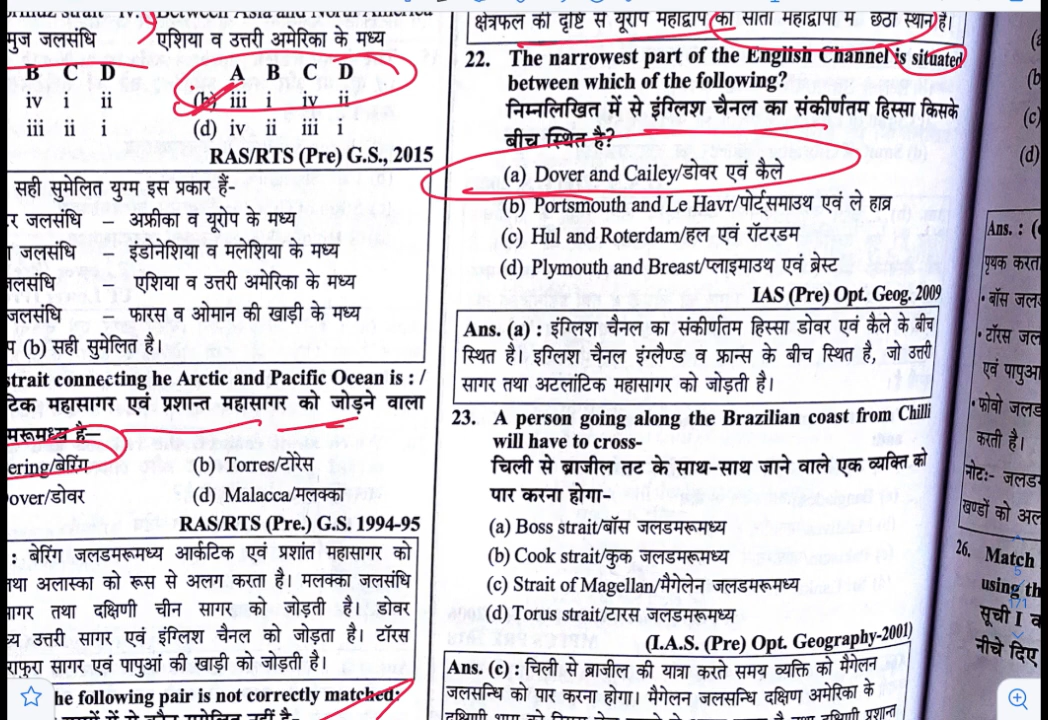 एशिया व उत्तरी अमेरिका के मध्य
मुज जलसंधि
B C D A B C D
iv i ii (b) iii i iv ii
iii ii i (d) iv ii iii i
RAS/RTS (Pre) G.S., 2015
सही सुमेलित युग्म इस प्रकार हैं-
जलसंधि – अफ्रीका व यूरोप के मध्य
जलसंधि – इंडोनेशिया व मलेशिया के मध्य
जलसंधि – एशिया व उत्तरी अमेरिका के मध्य
जलसंधि – फारस व ओमान की खाड़ी के मध्य
(b) सही सुमेलित है।
strait connecting he Arctic and Pacific Ocean is : /
टिक महासागर एवं प्रशान्त महासागर को जोड़ने वाला
मरूमध्य है–
ering/बेरिंग (b) Torres/टोरेस
over/डोवर (d) Malacca/मलक्का
RAS/RTS (Pre.) G.S. 1994-95
: बेरिंग जलडमरूमध्य आर्कटिक एवं प्रशांत महासागर को
तथा अलास्का को रूस से अलग करता है। मलक्का जलसंधि
सागर तथा दक्षिणी चीन सागर को जोड़ती है। डोवर
उत्तरी सागर एवं इंग्लिश चैनल को जोड़ता है। टॉरस
राफुरा सागर एवं पापुआं की खाड़ी को जोड़ती है।
he following pair is not correctly matched:
क्षेत्रफल की दृष्टि से यूरोप महाद्वीप का सातों महाद्वीपों में छठा स्थान है।
22. The narrowest part of the English Channel is situated
between which of the following?
निम्नलिखित में से इंग्लिश चैनल का संकीर्णतम हिस्सा किसके
बीच स्थित है?
(a) Dover and Cailey/डोवर एवं कैले
(b) Portsmouth and Le Havr/पोर्ट्समाउथ एवं ले हाव्र
(c) Hul and Roterdam/हल एवं रॉटरडम
(d) Plymouth and Breast/प्लाइमाउथ एवं ब्रेस्ट
IAS (Pre) Opt. Geog. 2009
Ans. (a) : इंग्लिश चैनल का संकीर्णतम हिस्सा डोवर एवं कैले के बीच
स्थित है। इंग्लिश चैनल इंग्लैण्ड व फ्रान्स के बीच स्थित है, जो उत्तरी
सागर तथा अटलांटिक महासागर को जोड़ती है।
23. A person going along the Brazilian coast from Chilli
will have to cross-
चिली से ब्राजील तट के साथ-साथ जाने वाले एक व्यक्ति को
पार करना होगा-
(a) Boss strait/बॉस जलडमरूमध्य
(b) Cook strait/कुक जलडमरूमध्य
(c) Strait of Magellan/मैगेलेन जलडमरूमध्य
(d) Torres strait/टारस जलडमरूमध्य
(I.A.S. (Pre) Opt. Geography-2001)
Ans. (c) : चिली से ब्राजील की यात्रा करते समय व्यक्ति को मैगेलन
जलसन्धि को पार करना होगा। मैगेलन जलसन्धि दक्षिण अमेरिका के
(b
(c)
(d)
Ans. : (
पृथक करत
• बॉस जल
• टॉरस जल
एवं पापुआ
• फोवो जलड
करती है।
नोट:- जलड
खण्डों को अल
26. Match
using th
सूची I व
नीचे दिए
5
171